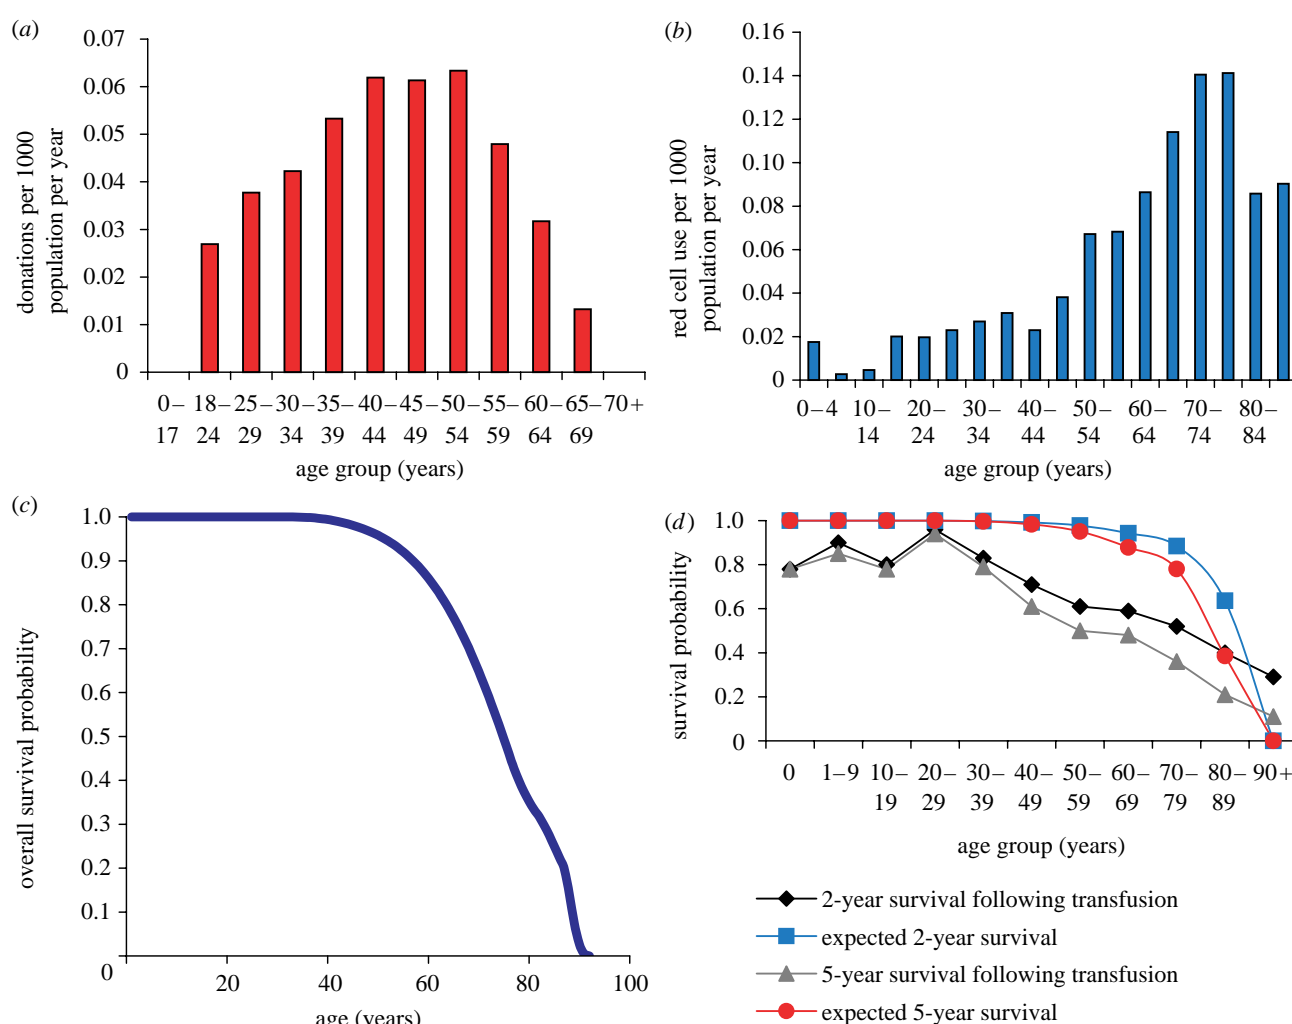 (a)
0.07
0.06
0.05
0.04
0.03
0.02
0.01
0
donations per 1000
population per year
0– 18– 25– 30– 35– 40– 45– 50– 55– 60– 65– 70+
17 24 29 34 39 44 49 54 59 64 69
age group (years)
(b)
0.16
0.14
0.12
0.10
0.08
0.06
0.04
0.02
0
red cell use per 1000
population per year
0–4 10– 20– 30– 40– 50– 60– 70– 80–
14 24 34 44 54 64 74 84
age group (years)
(c)
1.0
0.9
0.8
0.7
0.6
0.5
0.4
0.3
0.2
0.1
0
overall survival probability
20 40 60 80 100
age (years)
(d)
1.0
0.8
0.6
0.4
0.2
0
survival probability
0 1–9 10– 20– 30– 40– 50– 60– 70– 80– 90+
19 29 39 49 59 69 79 89
age group (years)
2-year survival following transfusion
expected 2-year survival
5-year survival following transfusion
expected 5-year survival